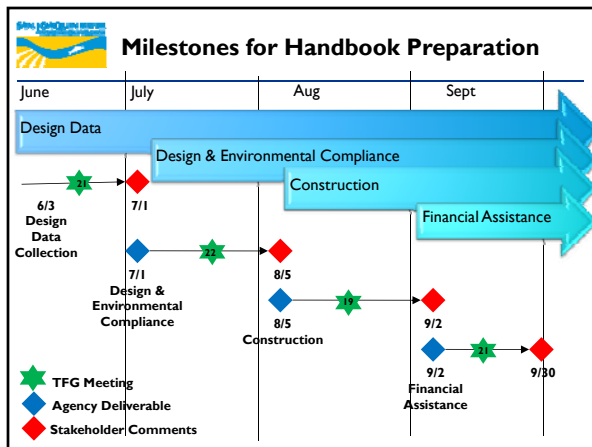 Milestones for Handbook Preparation
June July Aug Sept
Design Data
Design & Environmental Compliance
Construction
Financial Assistance
21
6/3
Design
Data
Collection
7/1
22
7/1
Design &
Environmental
Compliance
8/5
19
8/5
Construction
9/2
21
9/2
Financial
Assistance
9/30
TFG Meeting
Agency Deliverable
Stakeholder Comments